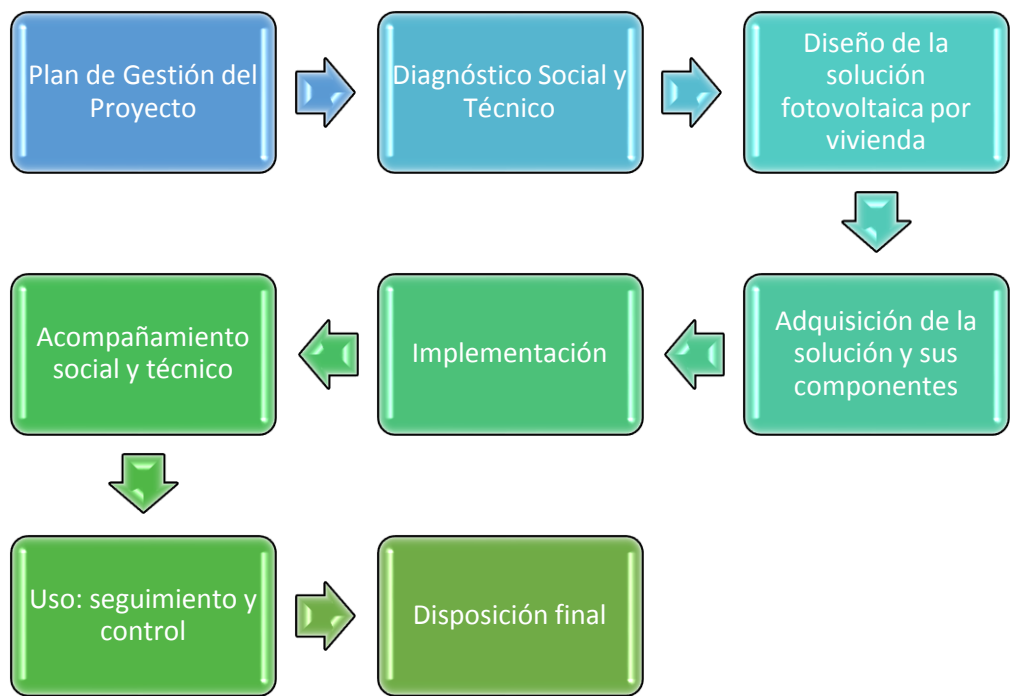 Plan de Gestión del
Proyecto
Diagnóstico Social y
Técnico
Diseño de la
solución
fotovoltaica por
vivienda
Adquisición de la
solución y sus
componentes
Implementación
Acompañamiento
social y técnico
Uso: seguimiento y
control
Disposición final